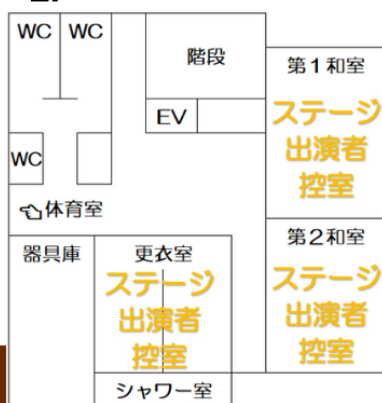 WC
WC
階段
第1和室
ステージ
出演者
控室
EV
WC
体育室
第2和室
ステージ
出演者
控室
器具庫
更衣室
ステージ
出演者
控室
シャワー室